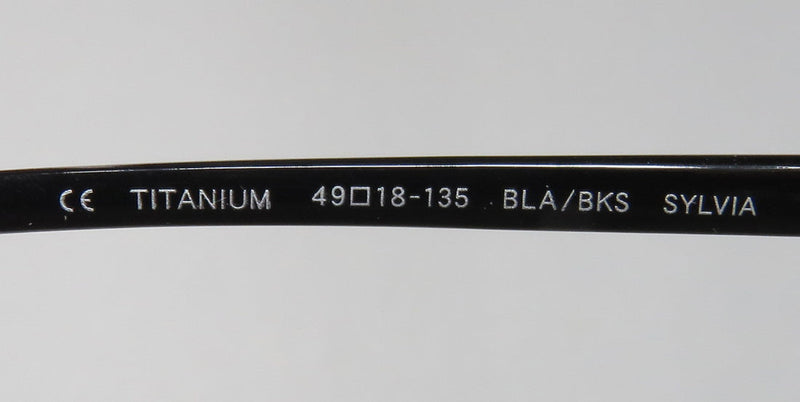 CE TITANIUM 49□18-135 BLA/BKS SYLVIA